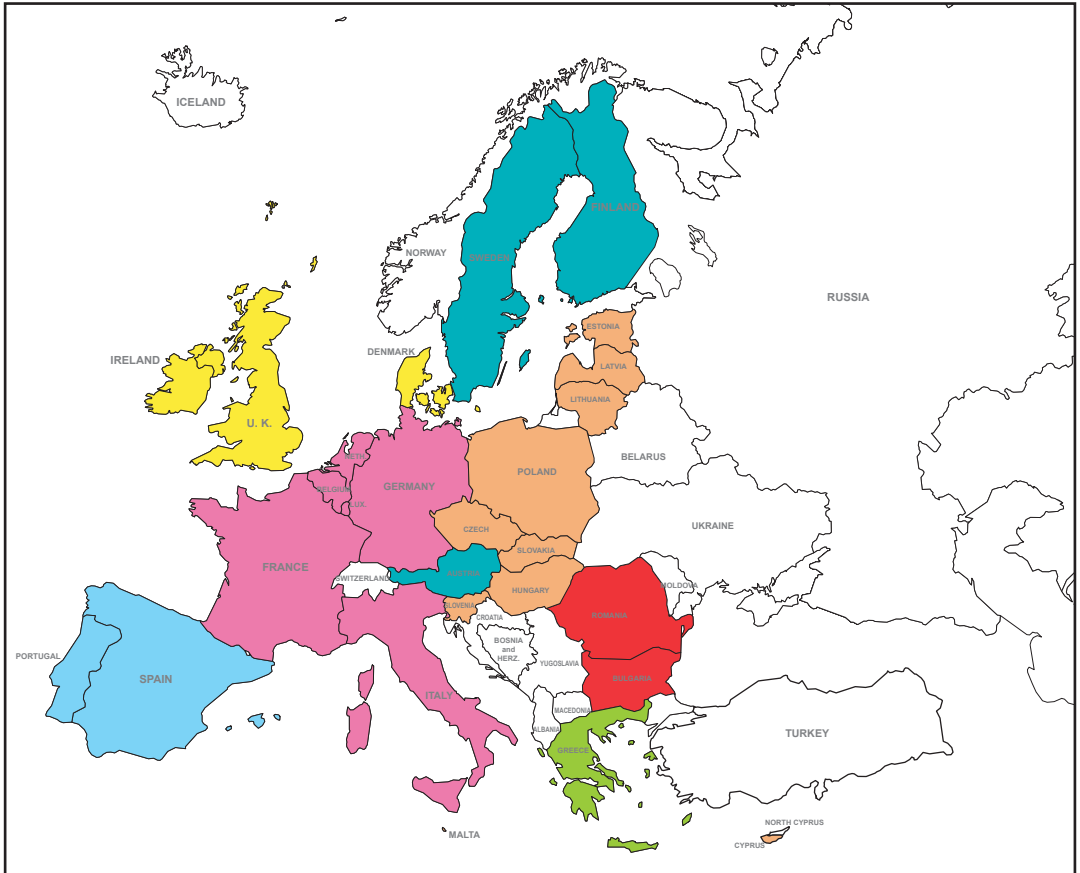 ICELAND
FINLAND
NORWAY
SWEDEN
RUSSIA
ESTONIA
DENMARK
IRELAND
LATVIA
LITHUANIA
U. K.
BELARUS
NETH.
POLAND
GERMANY
BELGIUM
LUX.
UKRAINE
CZECH
SLOVAKIA
FRANCE
AUSTRIA
SWITZERLAND
MOLDOVA
HUNGARY
SLOVENIA
ROMANIA
CROATIA
BOSNIA
and
HERZ.
PORTUGAL
YUGOSLAVIA
SPAIN
BULGARIA
ITALY
MACEDONIA
ALBANIA
TURKEY
GREECE
NORTH CYPRUS
MALTA
CYPRUS